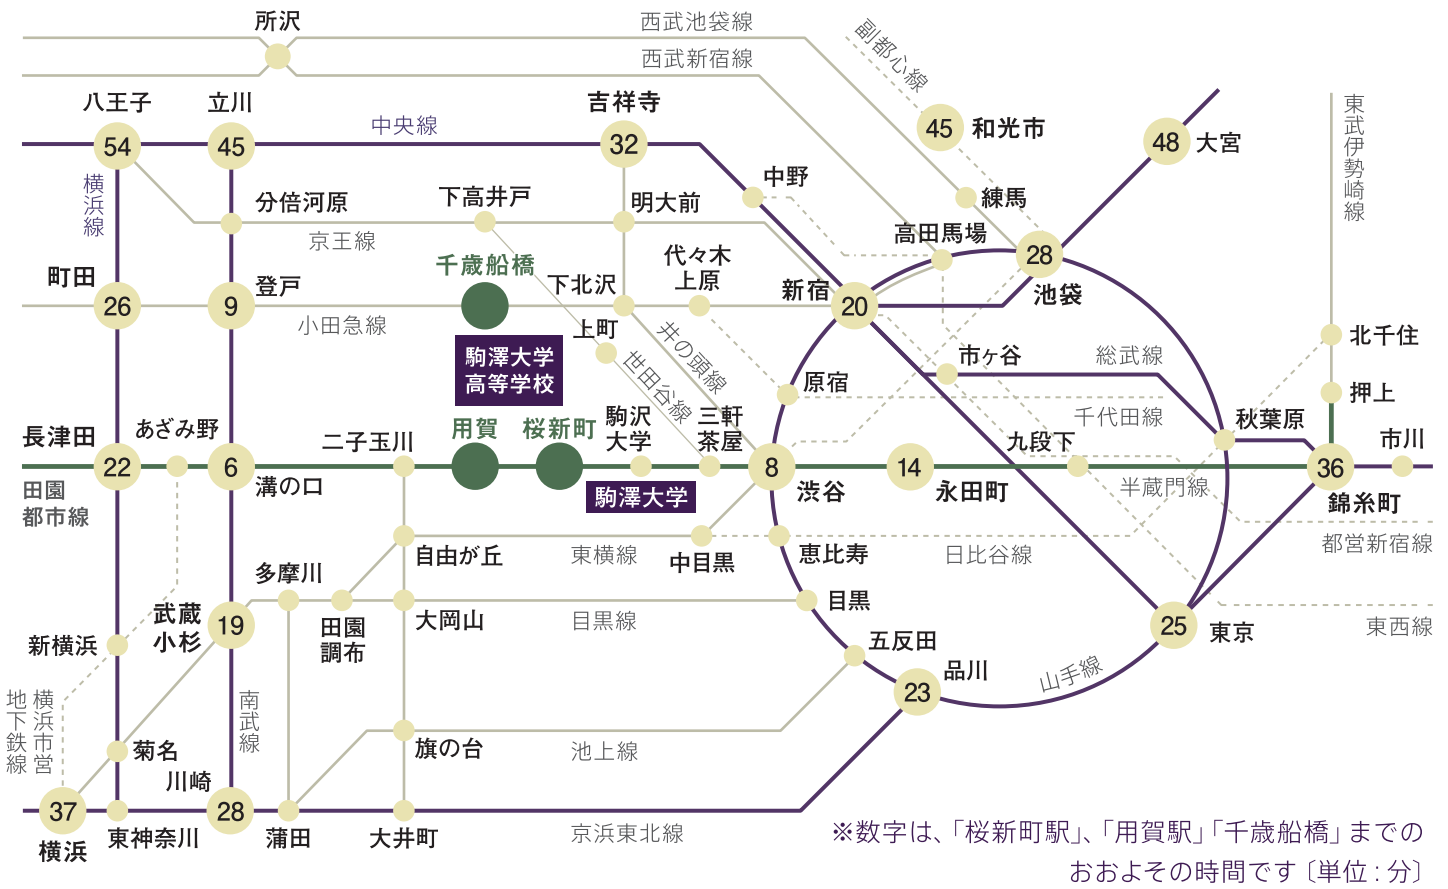 所沢
西武池袋線
西武新宿線
副都心線
八王子
54
立川
45
中央線
吉祥寺
32
45
和光市
48
大宮
東武伊勢崎線
横浜線
分倍河原
京王線
下高井戸
明大前
中野
練馬
高田馬場
28
池袋
町田
26
登戸
9
小田急線
千歳船橋
駒澤大学
高等学校
下北沢
代々木
上原
新宿
20
上町
井の頭線
世田谷線
原宿
市ヶ谷
総武線
千代田線
秋葉原
北千住
押上
市川
長津田
22
田園
都市線
あざみ野
6
溝の口
二子玉川
用賀
桜新町
駒澤大学
駒沢
大学
三軒
茶屋
8
渋谷
14
永田町
九段下
半蔵門線
36
錦糸町
都営新宿線
自由が丘
東横線
中目黒
恵比寿
日比谷線
多摩川
武蔵
小杉
19
田園
調布
大岡山
目黒線
目黒
東西線
25
東京
山手線
五反田
23
品川
新横浜
横浜市営
地下鉄線
南武線
菊名
川崎
28
旗の台
池上線
37
横浜
東神奈川
蒲田
大井町
京浜東北線
※数字は、「桜新町駅」、「用賀駅」「千歳船橋」までの
おおよその時間です〔単位：分〕